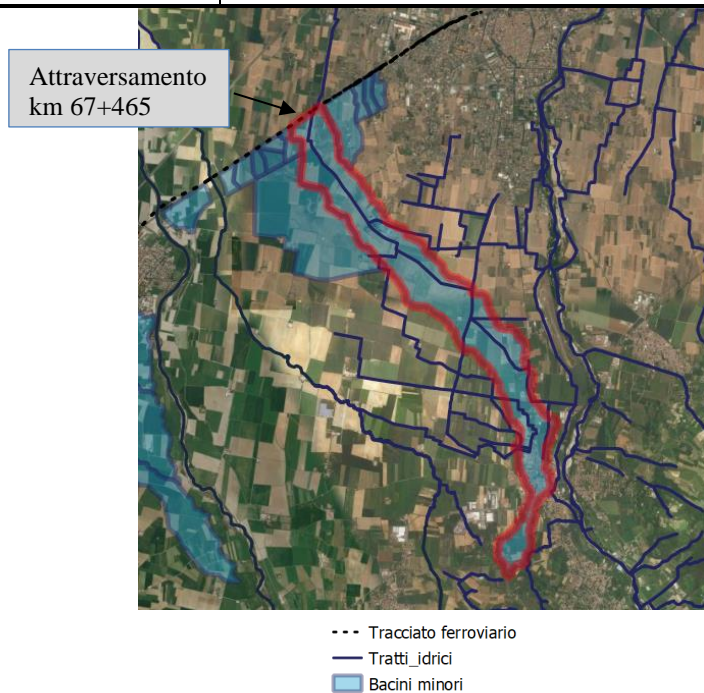 Attraversamento
km 67+465
Tracciato ferroviario
Tratti_idrici
Bacini minori